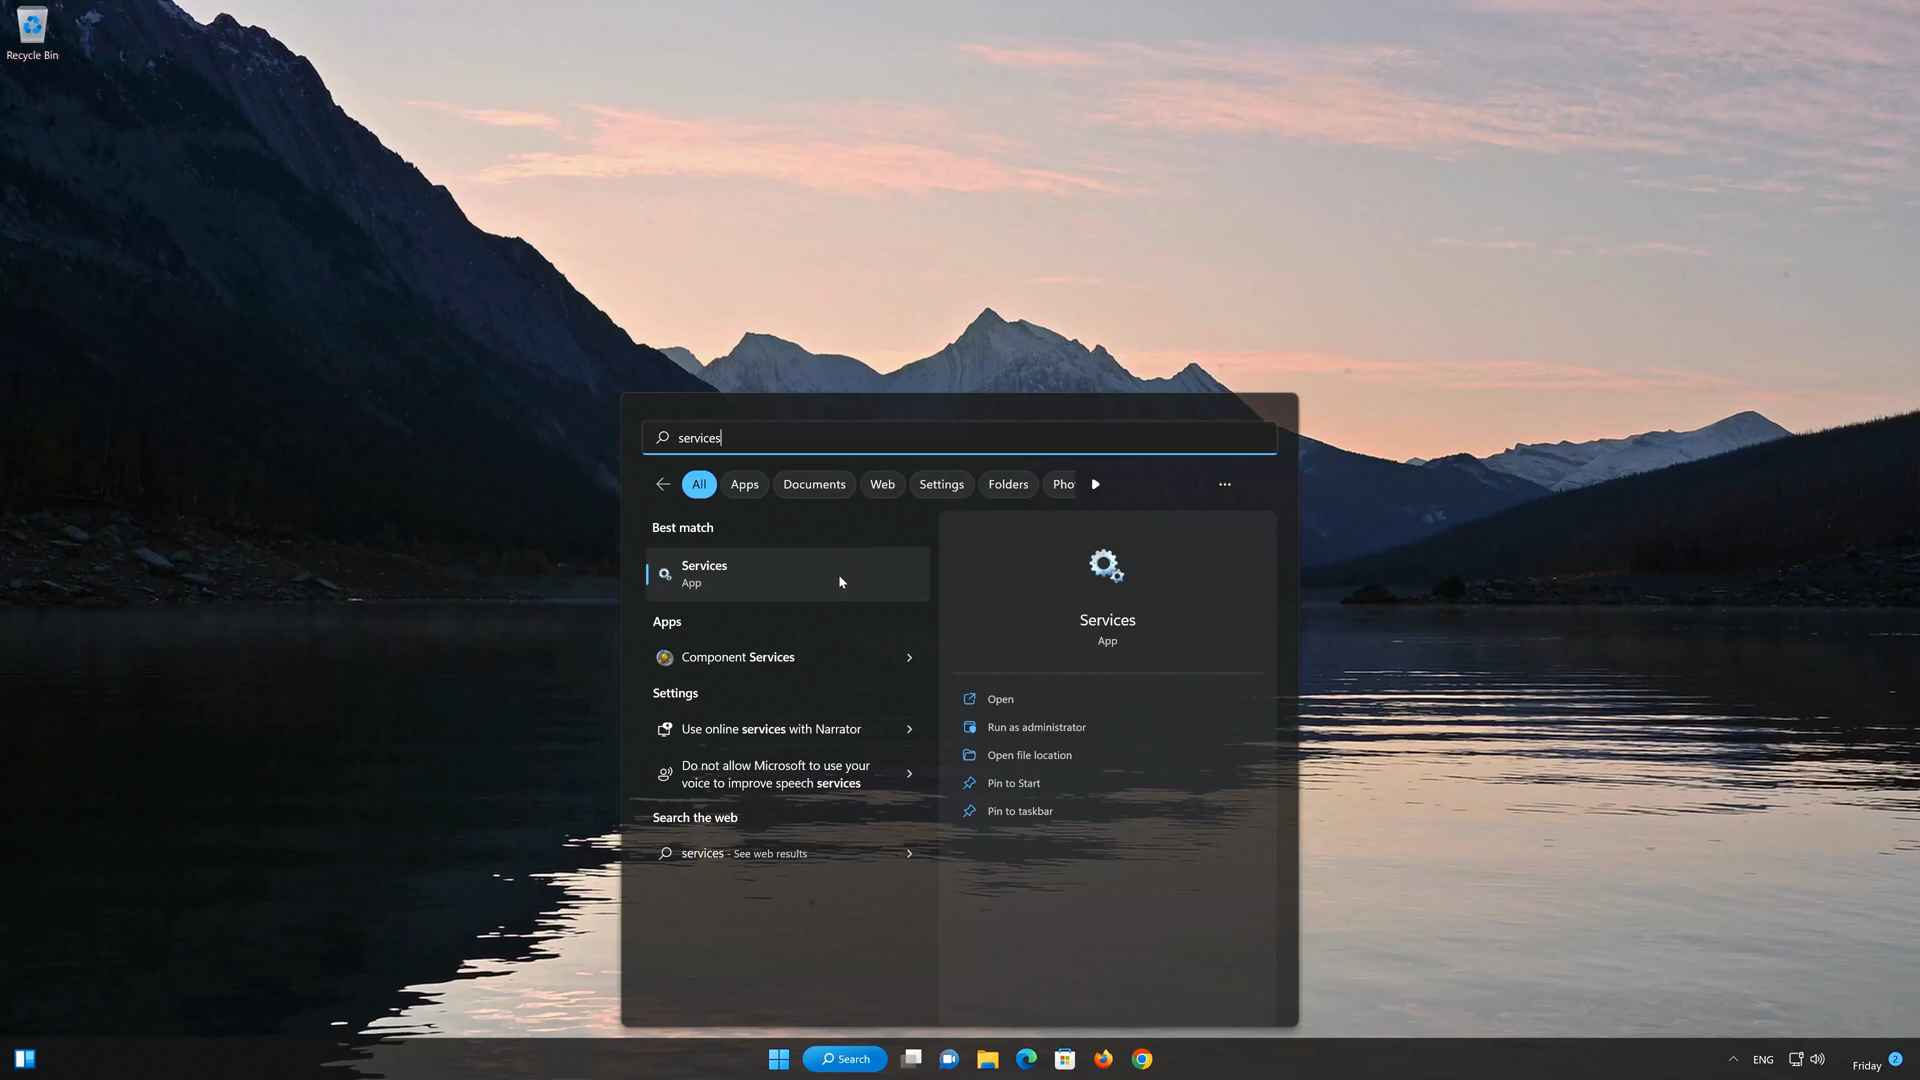 Recycle Bin
services
All Apps Documents Web Settings Folders Pho
Best match
Services
App
Apps
Component Services
Settings
Use online services with Narrator
Do not allow Microsoft to use your
voice to improve speech services
Search the web
services - See web results
Services
App
Open
Run as administrator
Open file location
Pin to Start
Pin to taskbar
Search
ENG
Friday
2